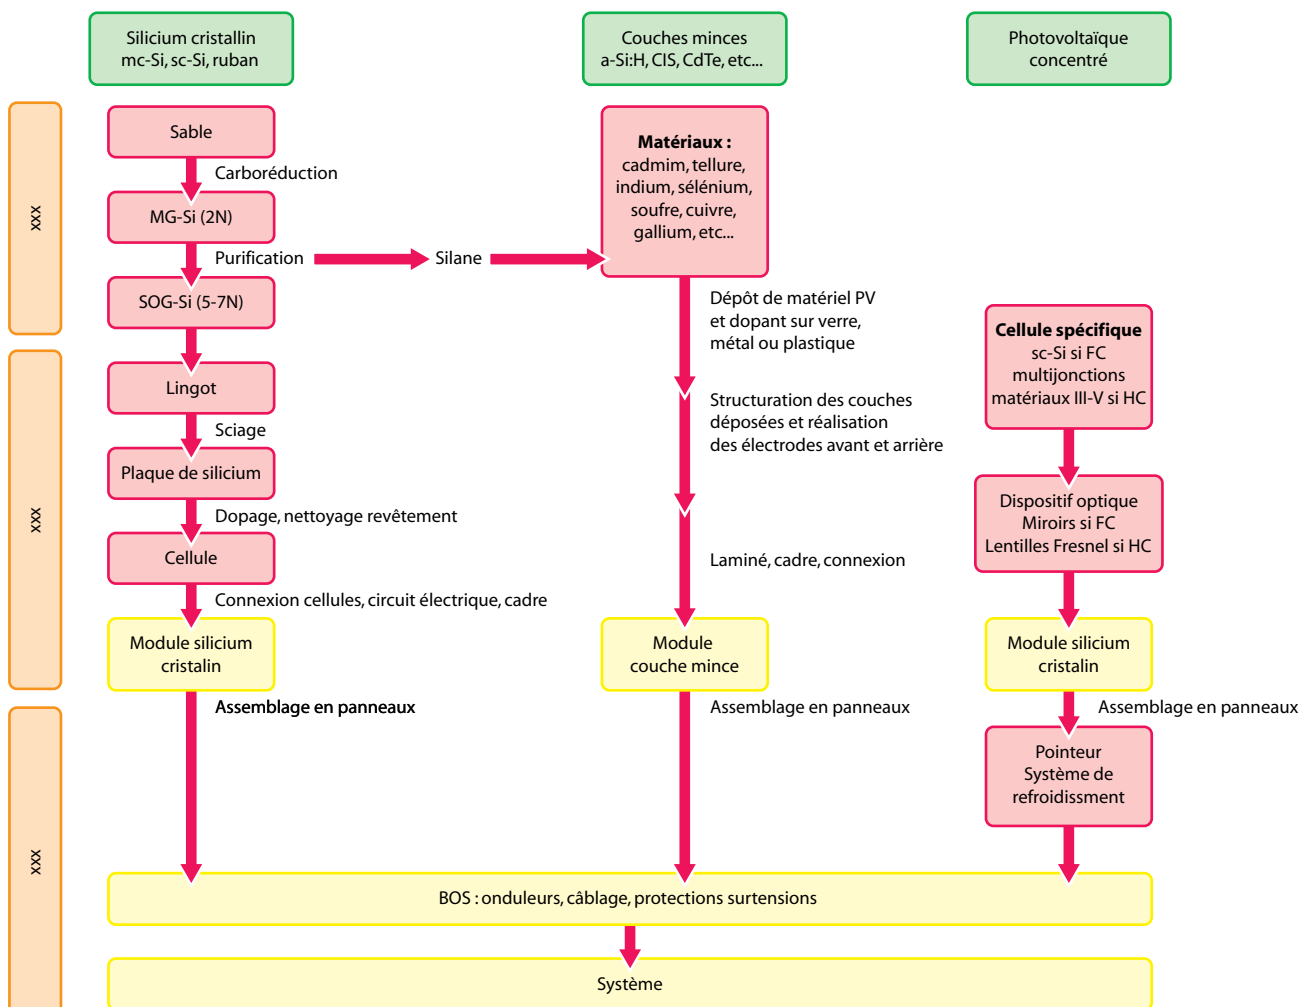 Silicium cristallin
mc-Si, sc-Si, ruban
Couches minces
a-Si:H, CIS, CdTe, etc...
Photovoltaïque
concentré
xxx
Sable
Carboréduction
MG-Si (2N)
Purification
Silane
SOG-Si (5-7N)
Matériaux :
cadmim, tellure,
indium, sélénium,
soufre, cuivre,
gallium, etc...
Dépôt de matériel PV
et dopant sur verre,
métal ou plastique
Cellule spécifique
sc-Si si FC
multijonctions
matériaux III-V si HC
xxx
Lingot
Sciage
Plaque de silicium
Dopage, nettoyage revêtement
Cellule
Connexion cellules, circuit électrique, cadre
Structuration des couches
déposées et réalisation
des électrodes avant et arrière
Laminé, cadre, connexion
Dispositif optique
Miroirs si FC
Lentilles Fresnel si HC
Module silicium
cristalin
Module
couche mince
Module silicium
cristalin
xxx
Assemblage en panneaux
Assemblage en panneaux
Assemblage en panneaux
Pointeur
Système de
refroidissment
BOS : onduleurs, câblage, protections surtensions
Système